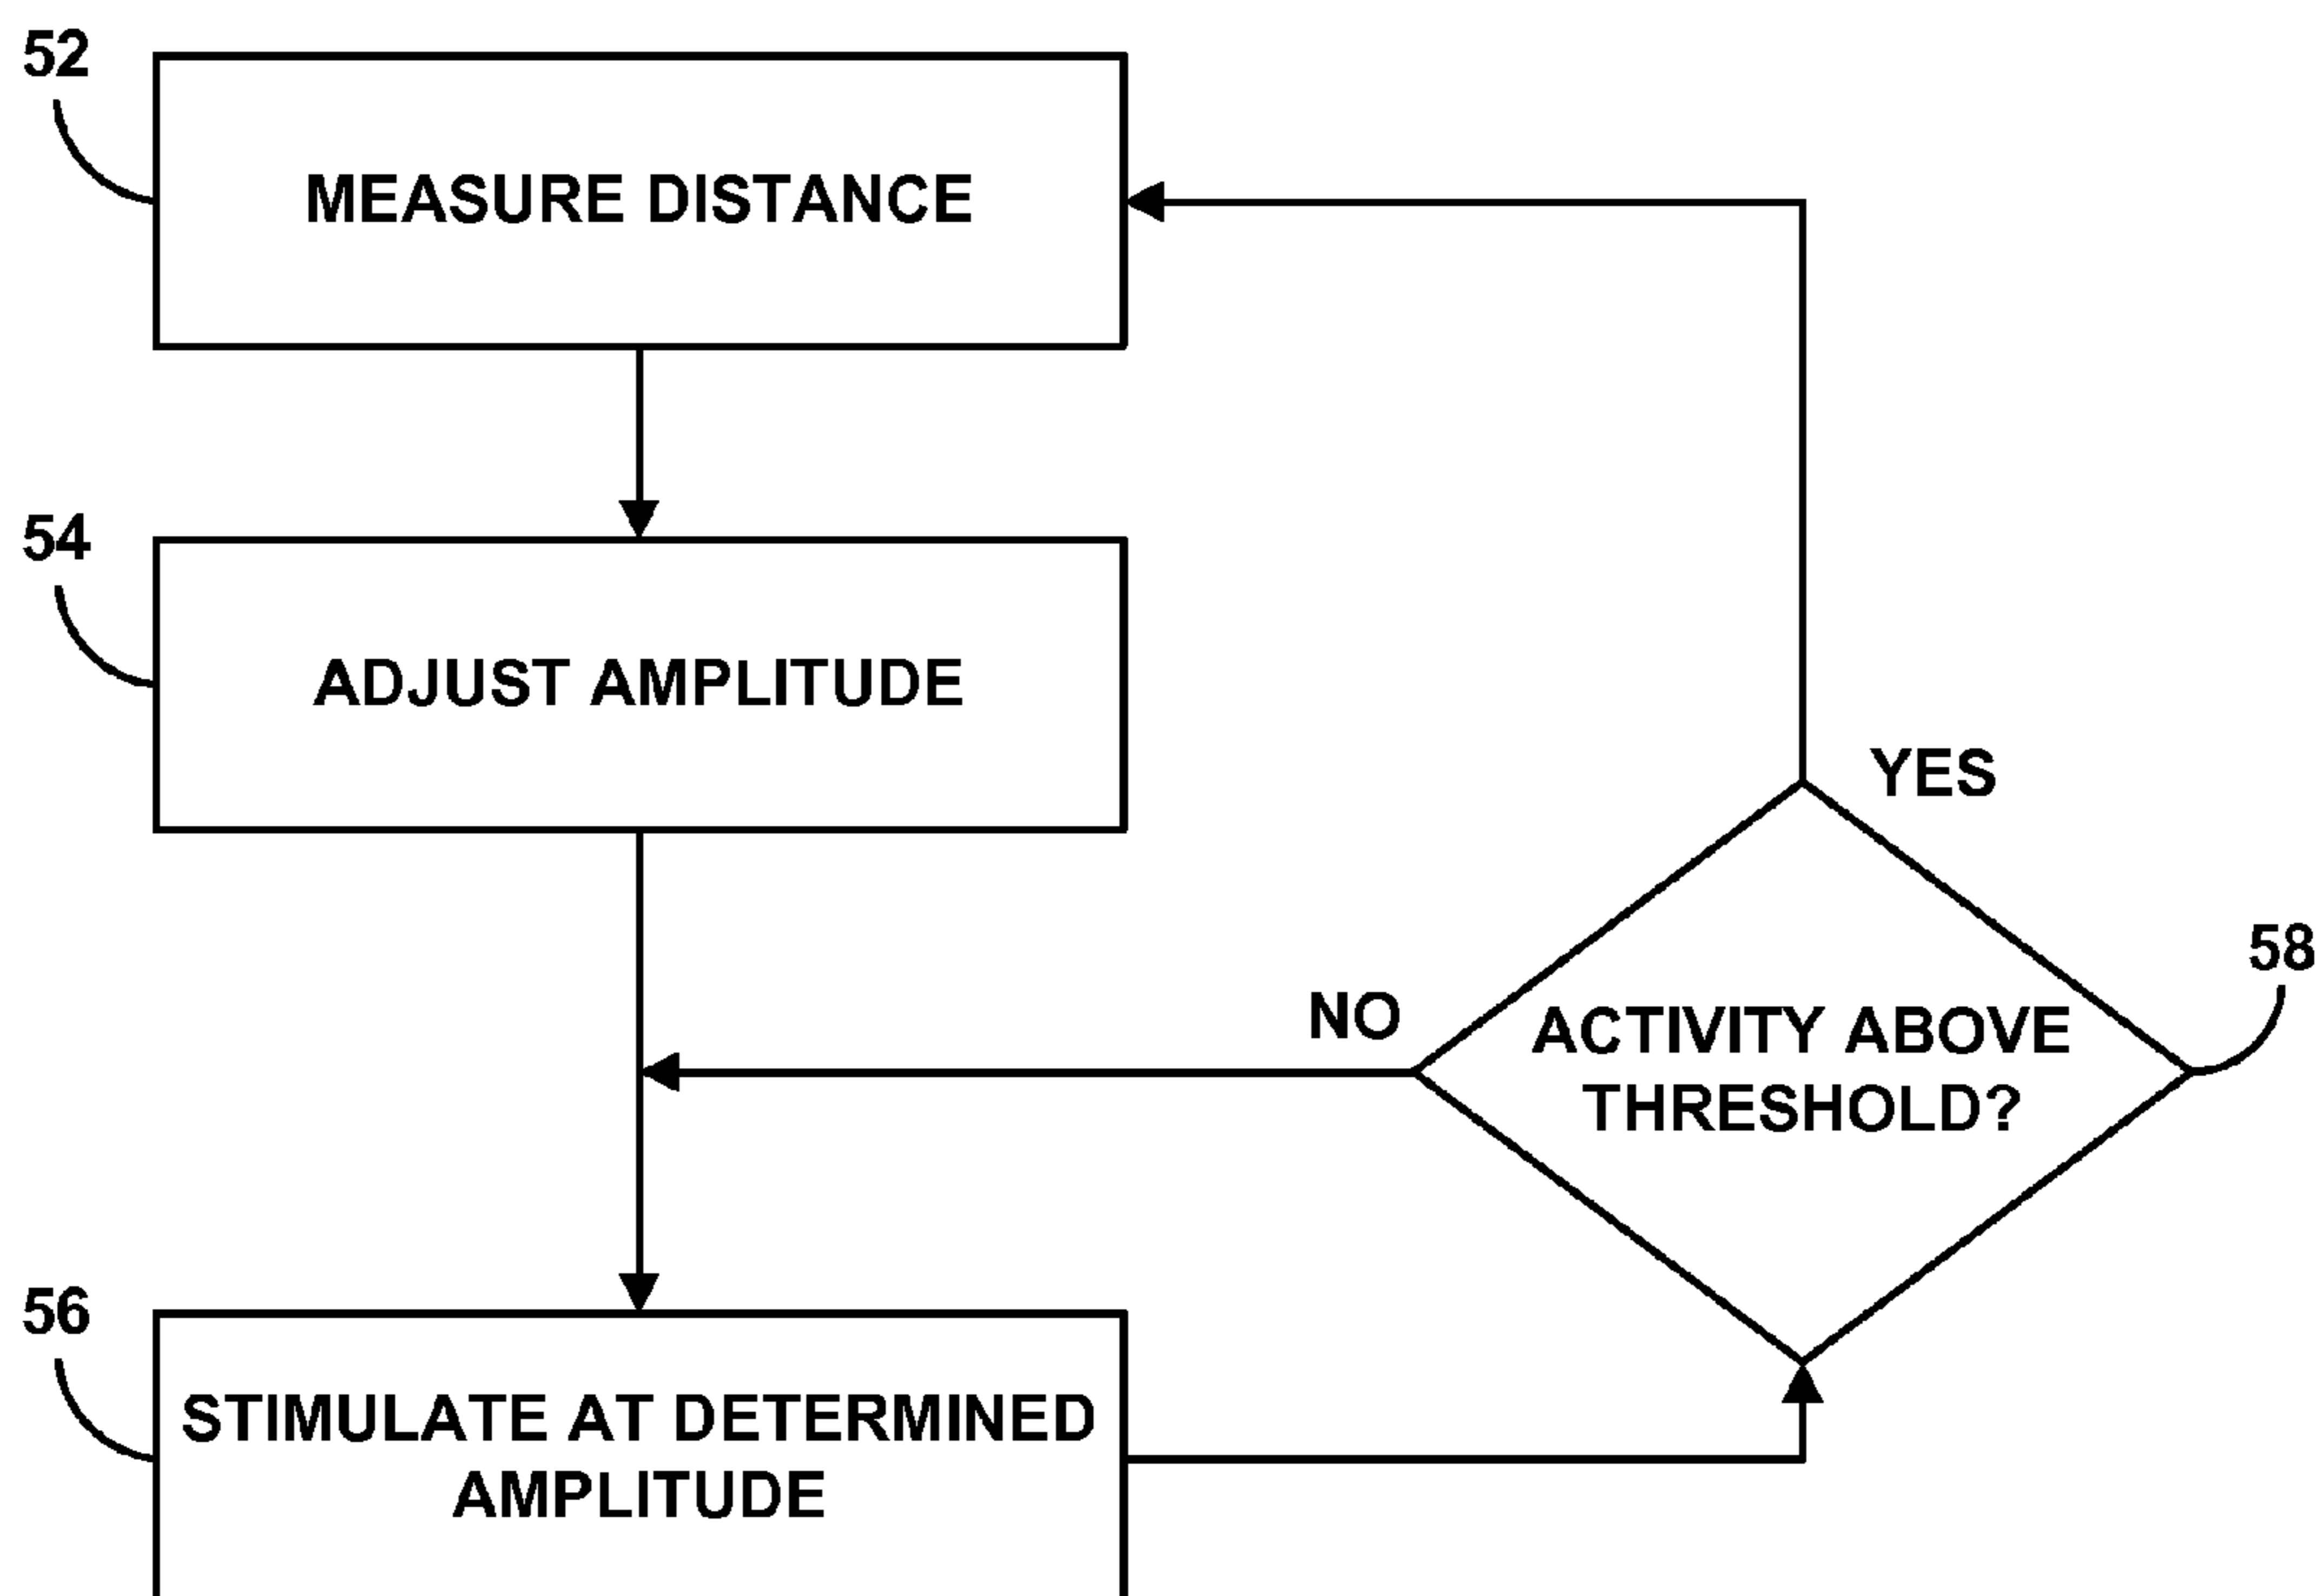 52
MEASURE DISTANCE
54
ADJUST AMPLITUDE
YES
58
NO
ACTIVITY ABOVE
THRESHOLD?
56
STIMULATE AT DETERMINED
AMPLITUDE